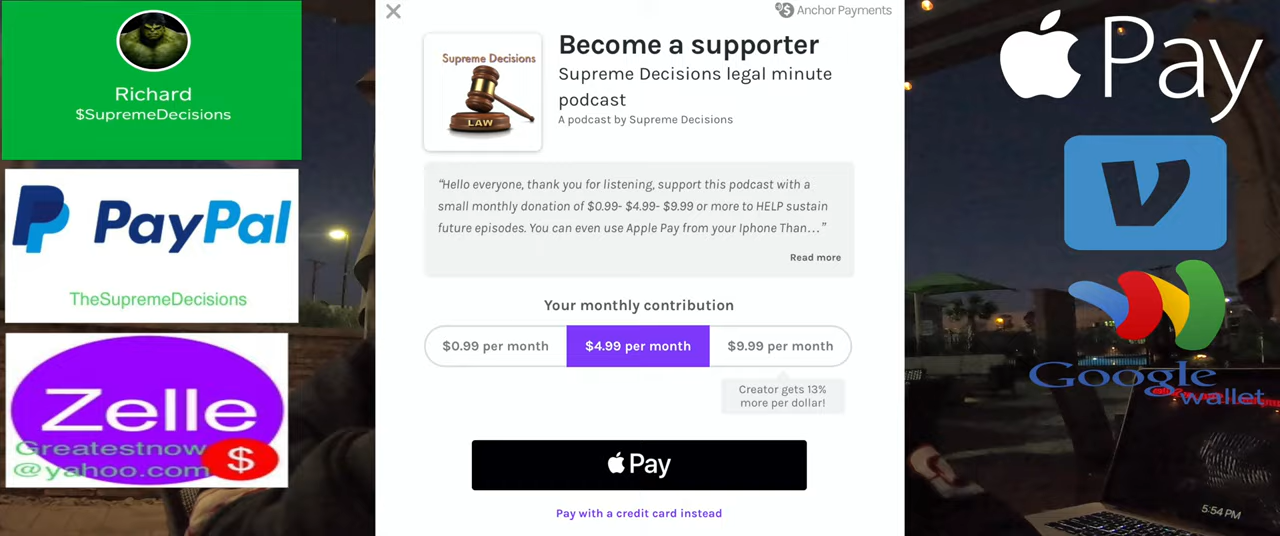 Richard
$SupremeDecisions
PayPal
TheSupremeDecisions
Zelle
Greatestnow
@yahoo.com
$
Anchor Payments
Supreme Decisions
LAW
Become a supporter
Supreme Decisions legal minute
podcast
A podcast by Supreme Decisions
“Hello everyone, thank you for listening, support this podcast with a
small monthly donation of $0.99- $4.99- $9.99 or more to HELP sustain
future episodes. You can even use Apple Pay from your Iphone Than…”
Read more
Your monthly contribution
$0.99 per month
$4.99 per month
$9.99 per month
Creator gets 13%
more per dollar!
Pay
Pay with a credit card instead
Pay
Google
wallet
5:54 PM